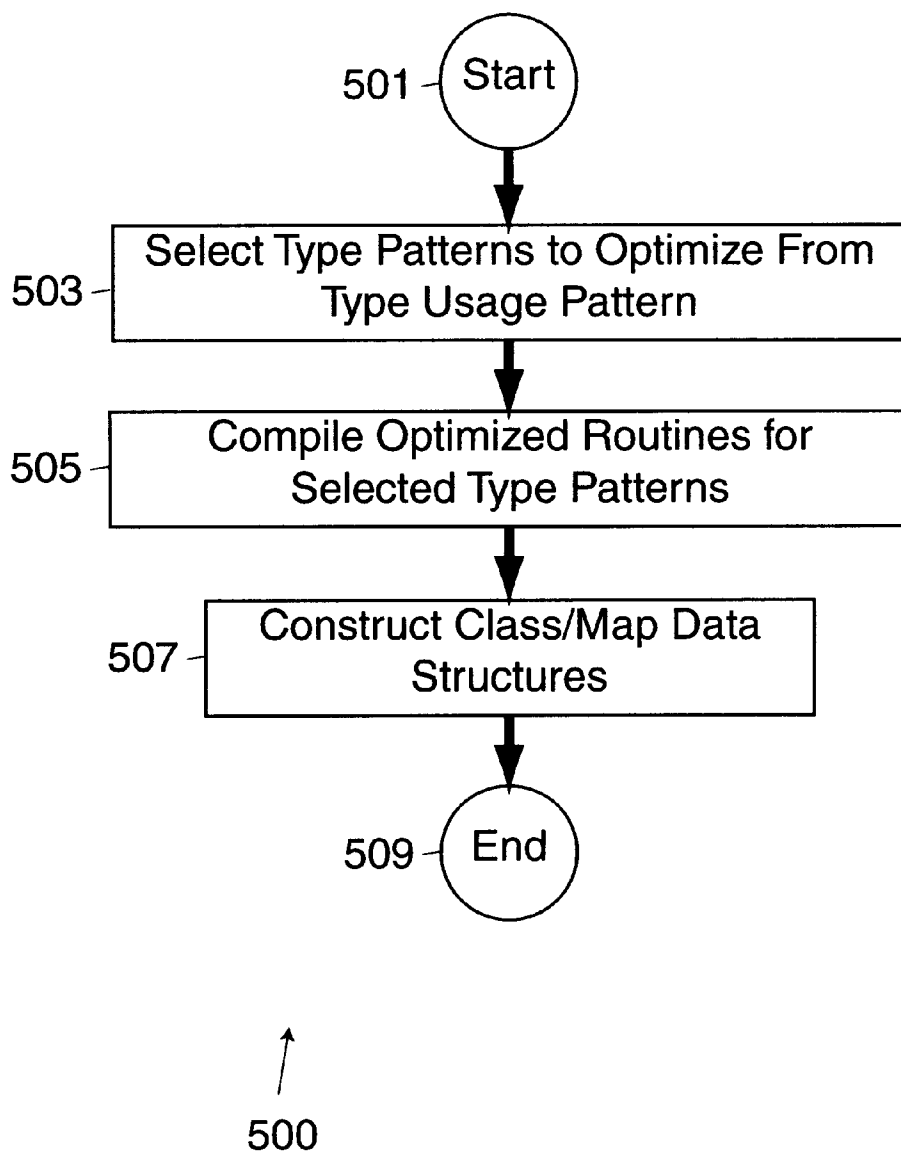 501
Start
503
Select Type Patterns to Optimize From
Type Usage Pattern
505
Compile Optimized Routines for
Selected Type Patterns
507
Construct Class/Map Data
Structures
509
End
500